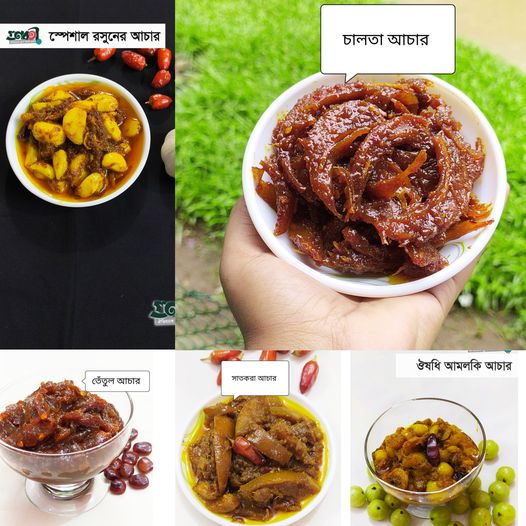 স্পেশাল রসুনের আচার
চালতা আচার
তেঁতুল আচার
সাতকরা আচার
ঔষধি আমলকি আচার